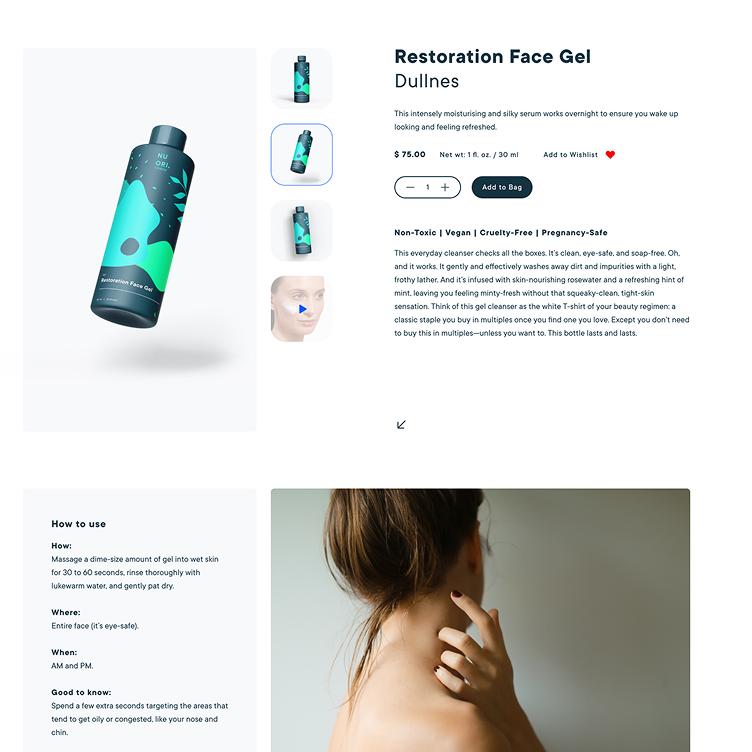 Restoration Face Gel
Dullnes
This intensely moisturising and silky serum works overnight to ensure you wake up
looking and feeling refreshed.
$ 75.00 Net wt: 1 fl. oz. / 30 ml Add to Wishlist
1 Add to Bag
Non-Toxic | Vegan | Cruelty-Free | Pregnancy-Safe
This everyday cleanser checks all the boxes. It's clean, eye-safe, and soap-free. Oh,
and it works. It gently and effectively washes away dirt and impurities with a light,
frothy lather. And it's infused with skin-nourishing rosewater and a refreshing hint of
mint, leaving you feeling minty-fresh without that squeaky-clean, tight-skin
sensation. Think of this gel cleanser as the white T-shirt of your beauty regimen: a
classic staple you buy in multiples once you find one you love. Except you don't need
to buy this in multiples—unless you want to. This bottle lasts and lasts.
NU
ORI.
Restoration Face Gel
How to use
How:
Massage a dime-size amount of gel into wet skin
for 30 to 60 seconds, rinse thoroughly with
lukewarm water, and gently pat dry.
Where:
Entire face (it's eye-safe).
When:
AM and PM.
Good to know:
Spend a few extra seconds targeting the areas that
tend to get oily or congested, like your nose and
chin.